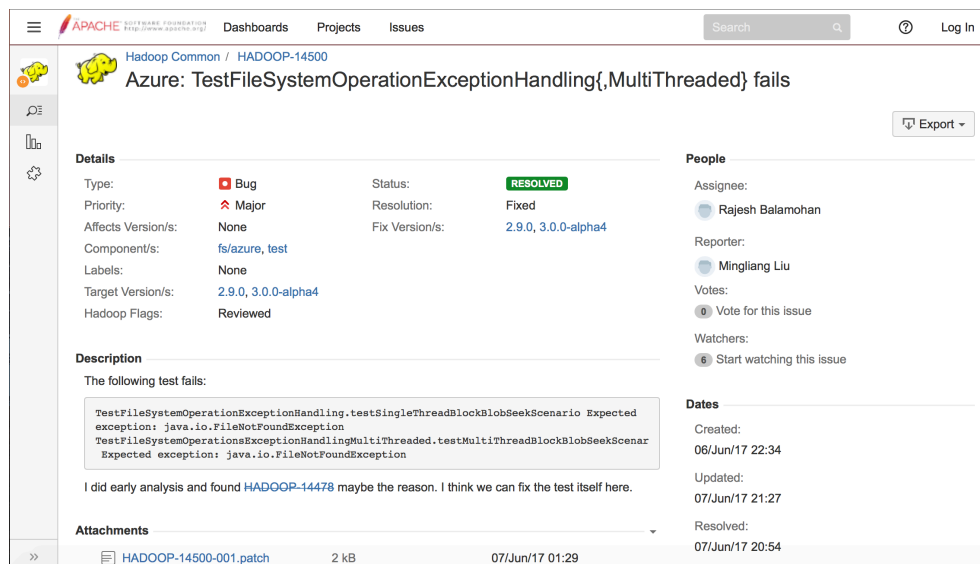 APACHE SOFTWARE FOUNDATION
http://www.apache.org/
Dashboards Projects Issues Search Log In
Hadoop Common / HADOOP-14500
Azure: TestFileSystemOperationExceptionHandling{,MultiThreaded} fails
Export
Details
Type: Bug Status: RESOLVED
Priority: Major Resolution: Fixed
Affects Version/s: None Fix Version/s: 2.9.0, 3.0.0-alpha4
Component/s: fs/azure, test
Labels: None
Target Version/s: 2.9.0, 3.0.0-alpha4
Hadoop Flags: Reviewed
Description
The following test fails:
TestFileSystemOperationExceptionHandling.testSingleThreadBlockBlobSeekScenario Expected
exception: java.io.FileNotFoundException
TestFileSystemOperationsExceptionHandlingMultiThreaded.testMultiThreadBlockBlobSeekScenar
Expected exception: java.io.FileNotFoundException
I did early analysis and found HADOOP-14478 maybe the reason. I think we can fix the test itself here.
Attachments
HADOOP-14500-001.patch 2 kB 07/Jun/17 01:29
People
Assignee:
Rajesh Balamohan
Reporter:
Mingliang Liu
Votes:
0 Vote for this issue
Watchers:
6 Start watching this issue
Dates
Created:
06/Jun/17 22:34
Updated:
07/Jun/17 21:27
Resolved:
07/Jun/17 20:54